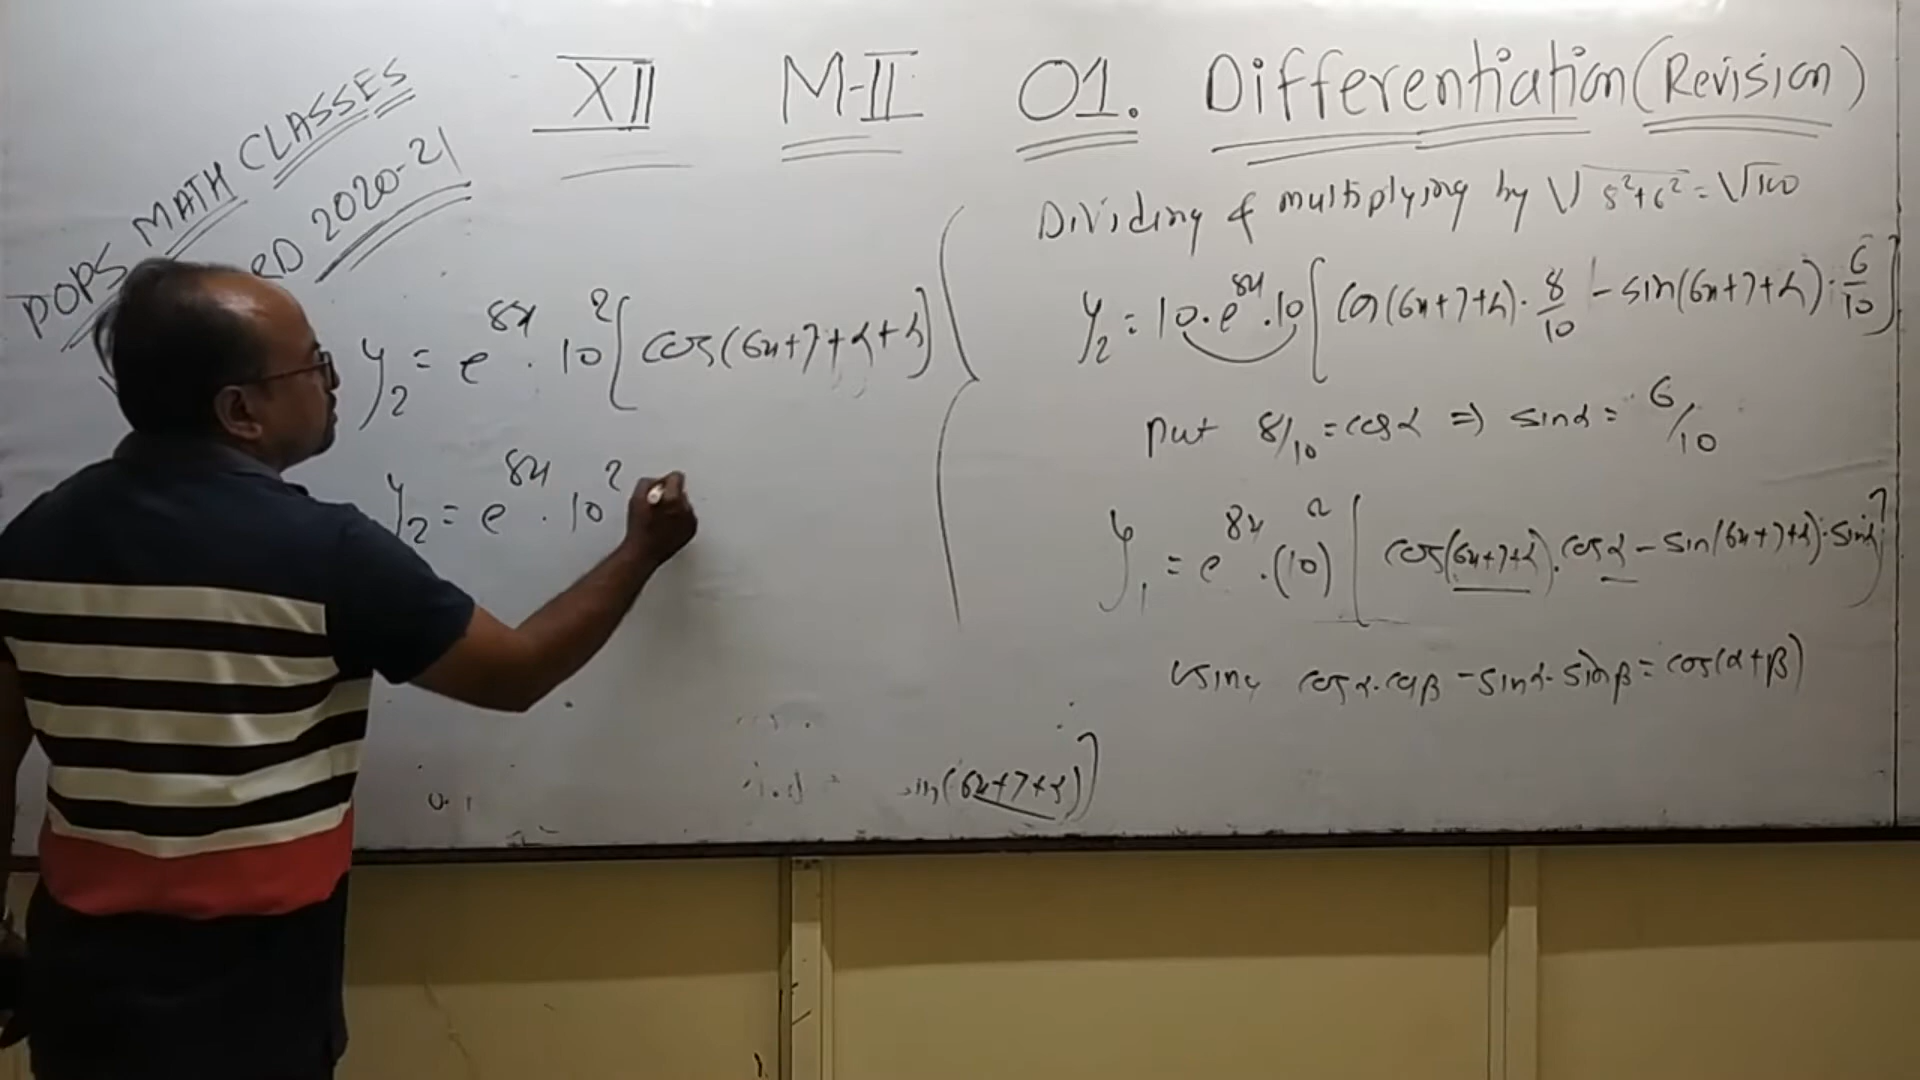 XII M-II 01. Differentiation (Revision)
POPS MATH CLASSES
RD 2020-21
y₂ = e^8x · 10² [cos(6x+7+α+α)]
y₂ = e^8x · 10²
Dividing & multiplying by √8²+6² = √100
y₂ = 10 · e^8x · 10 [cos(6x+7+α) · 8/10 - sin(6x+7+α) · 6/10]
put 8/10 = cosα ⇒ sinα = 6/10
y₁ = e^8x · (10)² [cos(6x+7+α) · cosα - sin(6x+7+α) · sinα]
using cosα · cosβ - sinα · sinβ = cos(α+β)
in(6x+7+α)]